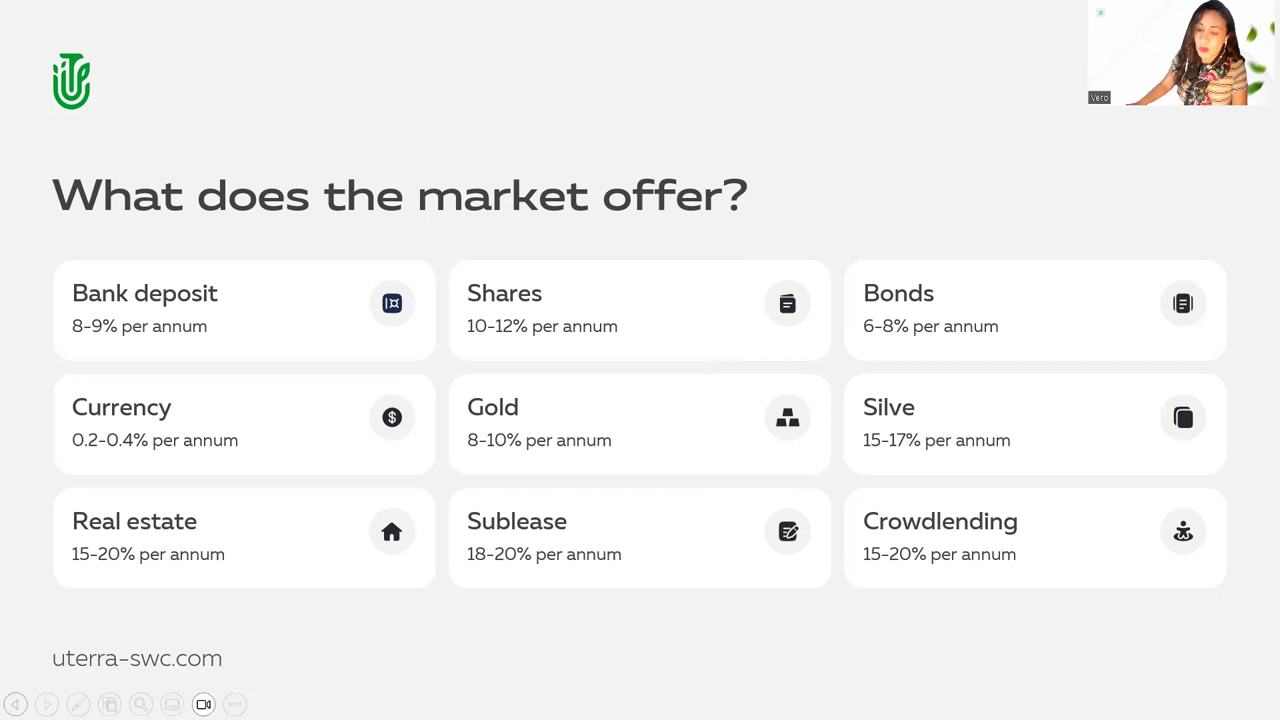 Vero
What does the market offer?
Bank deposit
8-9% per annum
Shares
10-12% per annum
Bonds
6-8% per annum
Currency
0.2-0.4% per annum
Gold
8-10% per annum
Silve
15-17% per annum
Real estate
15-20% per annum
Sublease
18-20% per annum
Crowdlending
15-20% per annum
uterra-swc.com